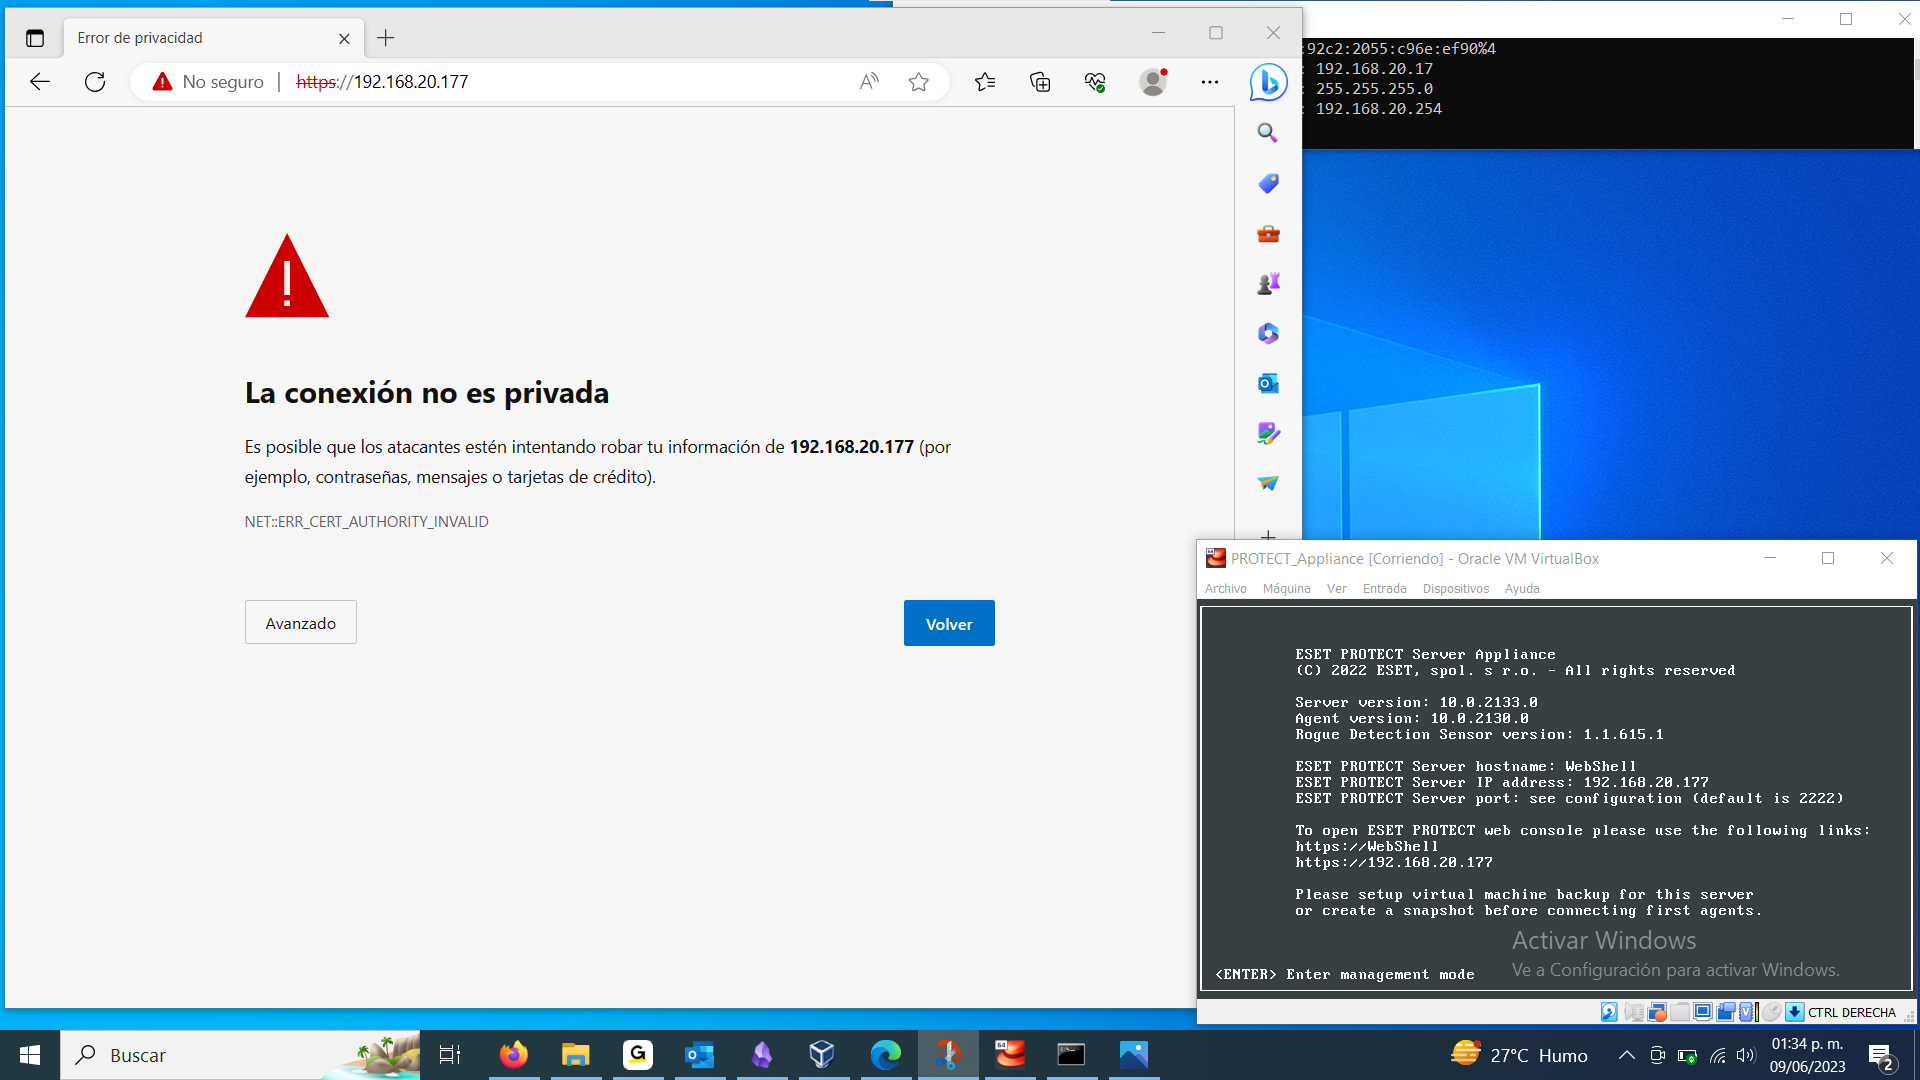 Error de privacidad
No seguro
https://192.168.20.177
:92c2:2055:c96e:ef90%4
: 192.168.20.17
: 255.255.255.0
: 192.168.20.254
La conexión no es privada
Es posible que los atacantes estén intentando robar tu información de 192.168.20.177 (por
ejemplo, contraseñas, mensajes o tarjetas de crédito).
NET::ERR_CERT_AUTHORITY_INVALID
Avanzado
Volver
PROTECT_Appliance [Corriendo] - Oracle VM VirtualBox
Archivo Máquina Ver Entrada Dispositivos Ayuda
ESET PROTECT Server Appliance
(C) 2022 ESET, spol. s r.o. - All rights reserved
Server version: 10.0.2133.0
Agent version: 10.0.2130.0
Rogue Detection Sensor version: 1.1.615.1
ESET PROTECT Server hostname: WebShell
ESET PROTECT Server IP address: 192.168.20.177
ESET PROTECT Server port: see configuration (default is 2222)
To open ESET PROTECT web console please use the following links:
https://WebShell
https://192.168.20.177
Please setup virtual machine backup for this server
or create a snapshot before connecting first agents.
<ENTER> Enter management mode
Activar Windows
Ve a Configuración para activar Windows.
CTRL DERECHA
Buscar
27°C Humo
01:34 p. m.
09/06/2023
2